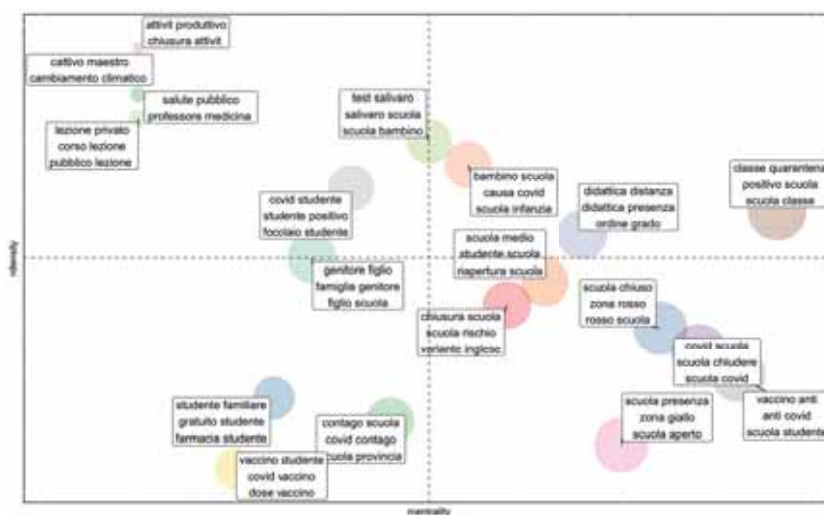 attivit produttivo
chiusura attivit
cattivo maestro
cambiamento climatico
salute pubblico
professore medicina
lezione privato
corso lezione
pubblico lezione
test salivaro
salivaro scuola
scuola bambino
bambino scuola
causa covid
scuola infanzia
classe quarantena
positivo scuola
scuola classe
didattica distanza
didattica presenza
ordine grado
covid studente
studente positivo
focolaio studente
scuola medio
studente scuola
riapertura scuola
genitore figlio
famiglia genitore
figlio scuola
scuola chiuso
zona rosso
rosso scuola
chiusura scuola
scuola rischio
variante inglese
covid scuola
scuola chiudere
scuola covid
vaccino anti
anti covid
scuola studente
studente familiare
gratuito studente
farmacia studente
contago scuola
covid contago
scuola provincia
scuola presenza
zona giallo
scuola aperto
vaccino studente
covid vaccino
dose vaccino